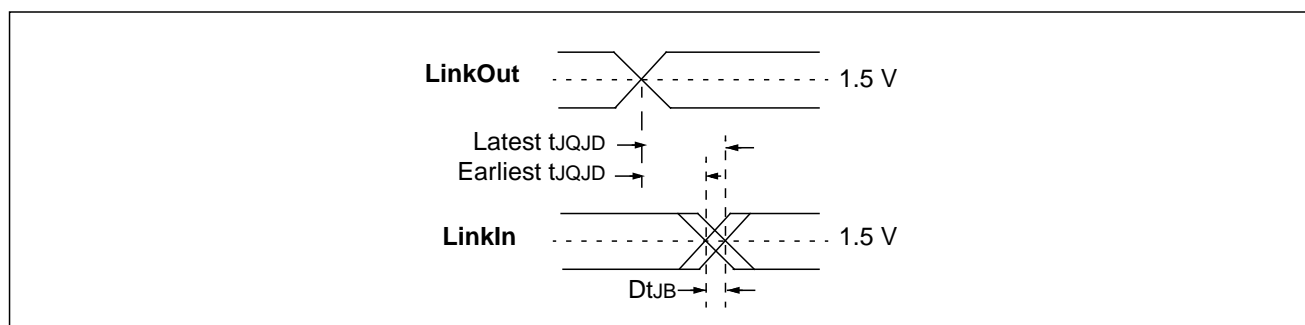 LinkOut
1.5 V
Latest tJQJD
Earliest tJQJD
LinkIn
1.5 V
DtJB